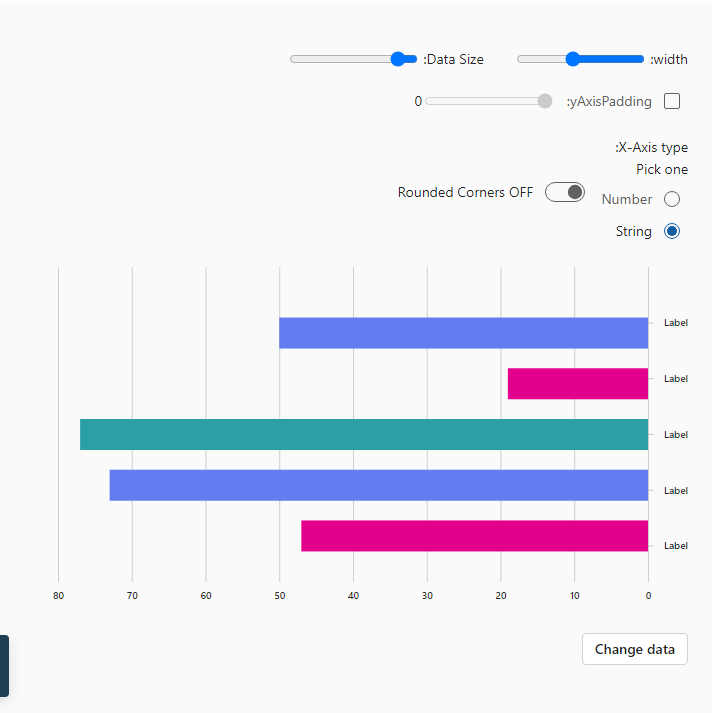 :width
:Data Size
:yAxisPadding
0
:X-Axis type
Pick one
Number
Rounded Corners OFF
String
Label
Label
Label
Label
Label
80 70 60 50 40 30 20 10 0
Change data